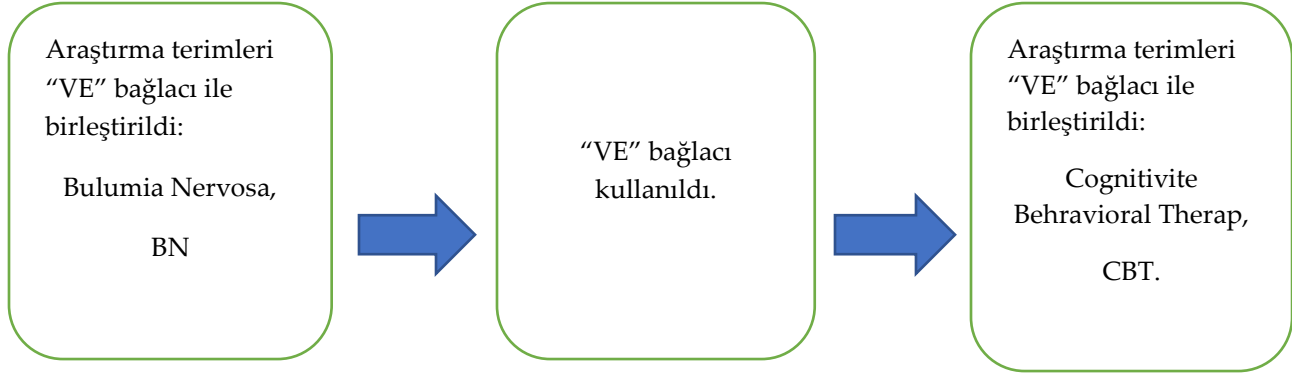 Araştırma terimleri
“VE” bağlacı ile
birleştirildi:
Bulumia Nervosa,
BN
“VE” bağlacı
kullanıldı.
Araştırma terimleri
“VE” bağlacı ile
birleştirildi:
Cognitivite
Behravioral Therap,
CBT.